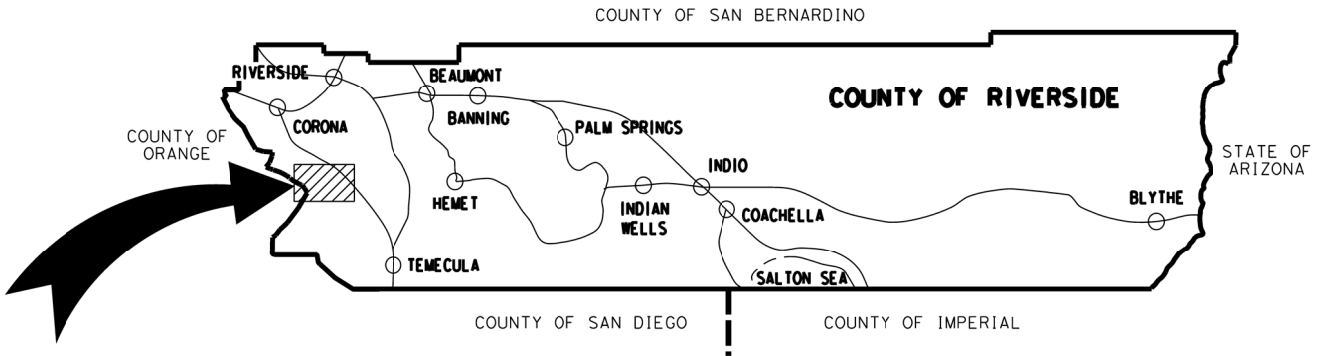 COUNTY OF SAN BERNARDINO
RIVERSIDE
BEAUMONT
COUNTY OF RIVERSIDE
BANNING
CORONA
PALM SPRINGS
COUNTY OF
ORANGE
STATE OF
ARIZONA
INDIO
HEMET
INDIAN
WELLS
COACHELLA
BLYTHE
TEMECULA
SALTON SEA
COUNTY OF SAN DIEGO
COUNTY OF IMPERIAL